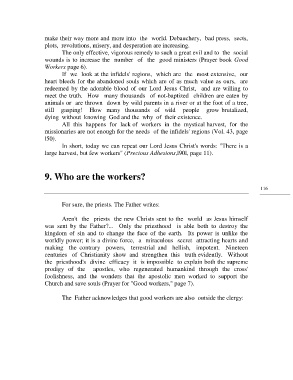 make their way more and more into the world. Debauchery, bad press, sects,
plots, revolutions, misery, and desperation are increasing.
The only effective, vigorous remedy to such a great evil and to the social
wounds is to increase the number of the good ministers (Prayer book Good
Workers page 6).
If we look at the infidels' regions, which are the most extensive, our
heart bleeds for the abandoned souls which are of as much value as ours, are
redeemed by the adorable blood of our Lord Jesus Christ, and are willing to
meet the truth. How many thousands of not-baptized children are eaten by
animals or are thrown down by wild parents in a river or at the foot of a tree,
still gasping! How many thousands of wild people grow brutalized,
dying without knowing God and the why of their existence!
All this happens for lack of workers in the mystical harvest, for the
missionaries are not enough for the needs of the infidels' regions (Vol. 43, page
150).
In short, today we can repeat our Lord Jesus Christ's words: "There is a
large harvest, but few workers" (Precious Adhesions,1901, page 11).
9. Who are the workers?
116
For sure, the priests. The Father writes:
Aren't the priests the new Christs sent to the world as Jesus himself
was sent by the Father?... Only the priesthood is able both to destroy the
kingdom of sin and to change the face of the earth. Its power is unlike the
worldly power; it is a divine force, a miraculous secret attracting hearts and
making the contrary powers, terrestrial and hellish, impotent. Nineteen
centuries of Christianity show and strengthen this truth evidently. Without
the priesthood's divine efficacy it is impossible to explain both the supreme
prodigy of the apostles, who regenerated humankind through the cross'
foolishness, and the wonders that the apostolic men worked to support the
Church and save souls (Prayer for "Good workers," page 7).
The Father acknowledges that good workers are also outside the clergy: